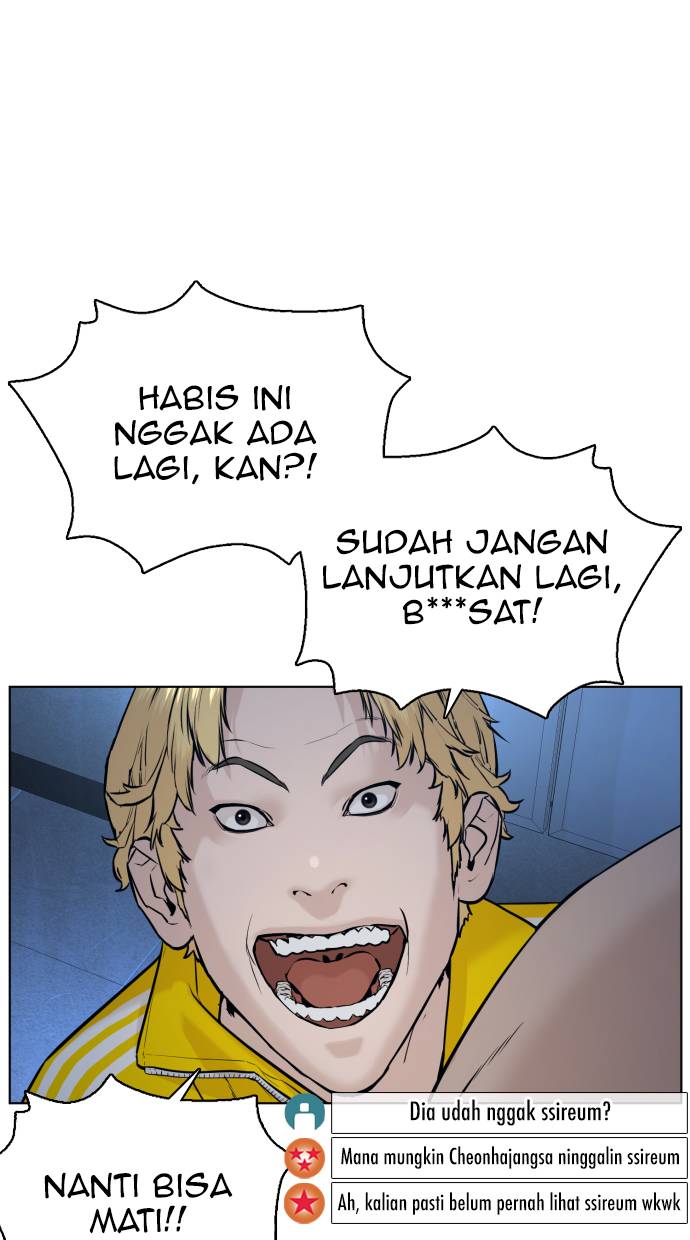 HABIS INI
NGGAK ADA
LAGI, KAN?!
SUDAH JANGAN
LANJUTKAN LAGI,
B***SAT!
Dia udah nggak ssireum?
Mana mungkin Cheonhajangsa ninggalin ssireum
Ah, kalian pasti belum pernah lihat ssireum wkwk
NANTI BISA
MATI!!